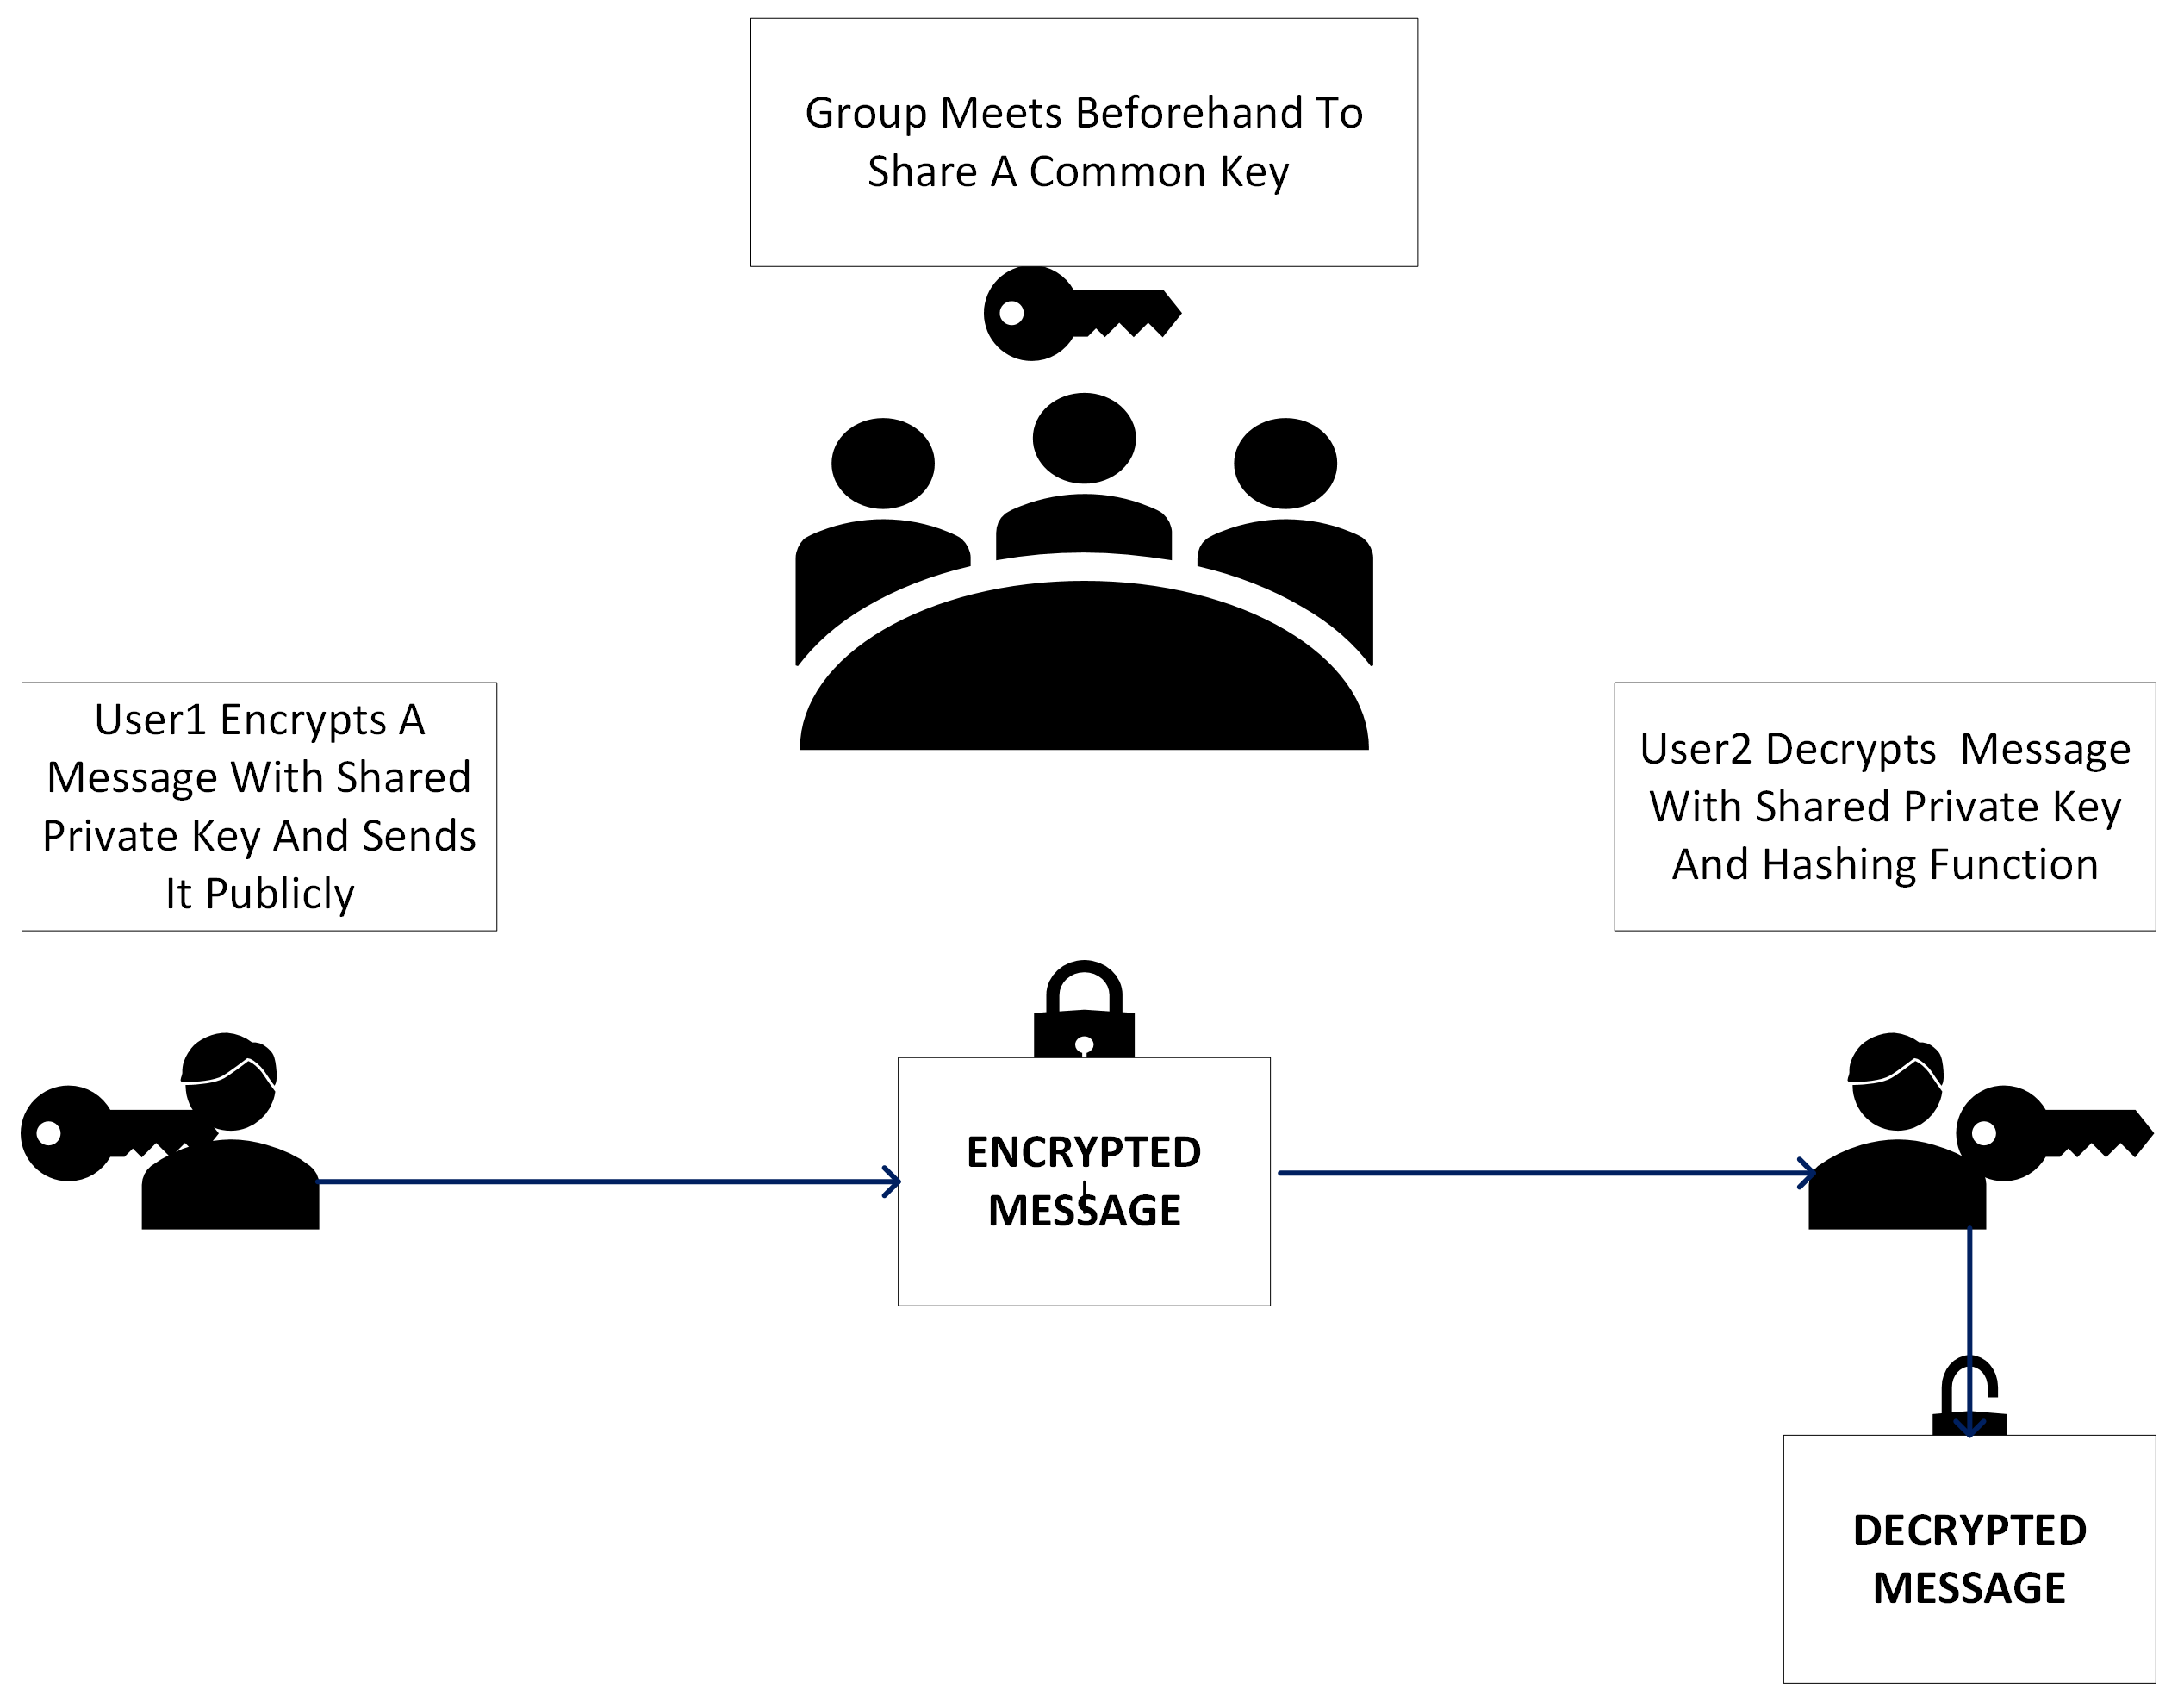 Group Meets Beforehand To
Share A Common Key
User1 Encrypts A
Message With Shared
Private Key And Sends
It Publicly
User2 Decrypts  Message
With Shared Private Key
And Hashing Function
ENCRYPTED
MESSAGE
DECRYPTED
MESSAGE